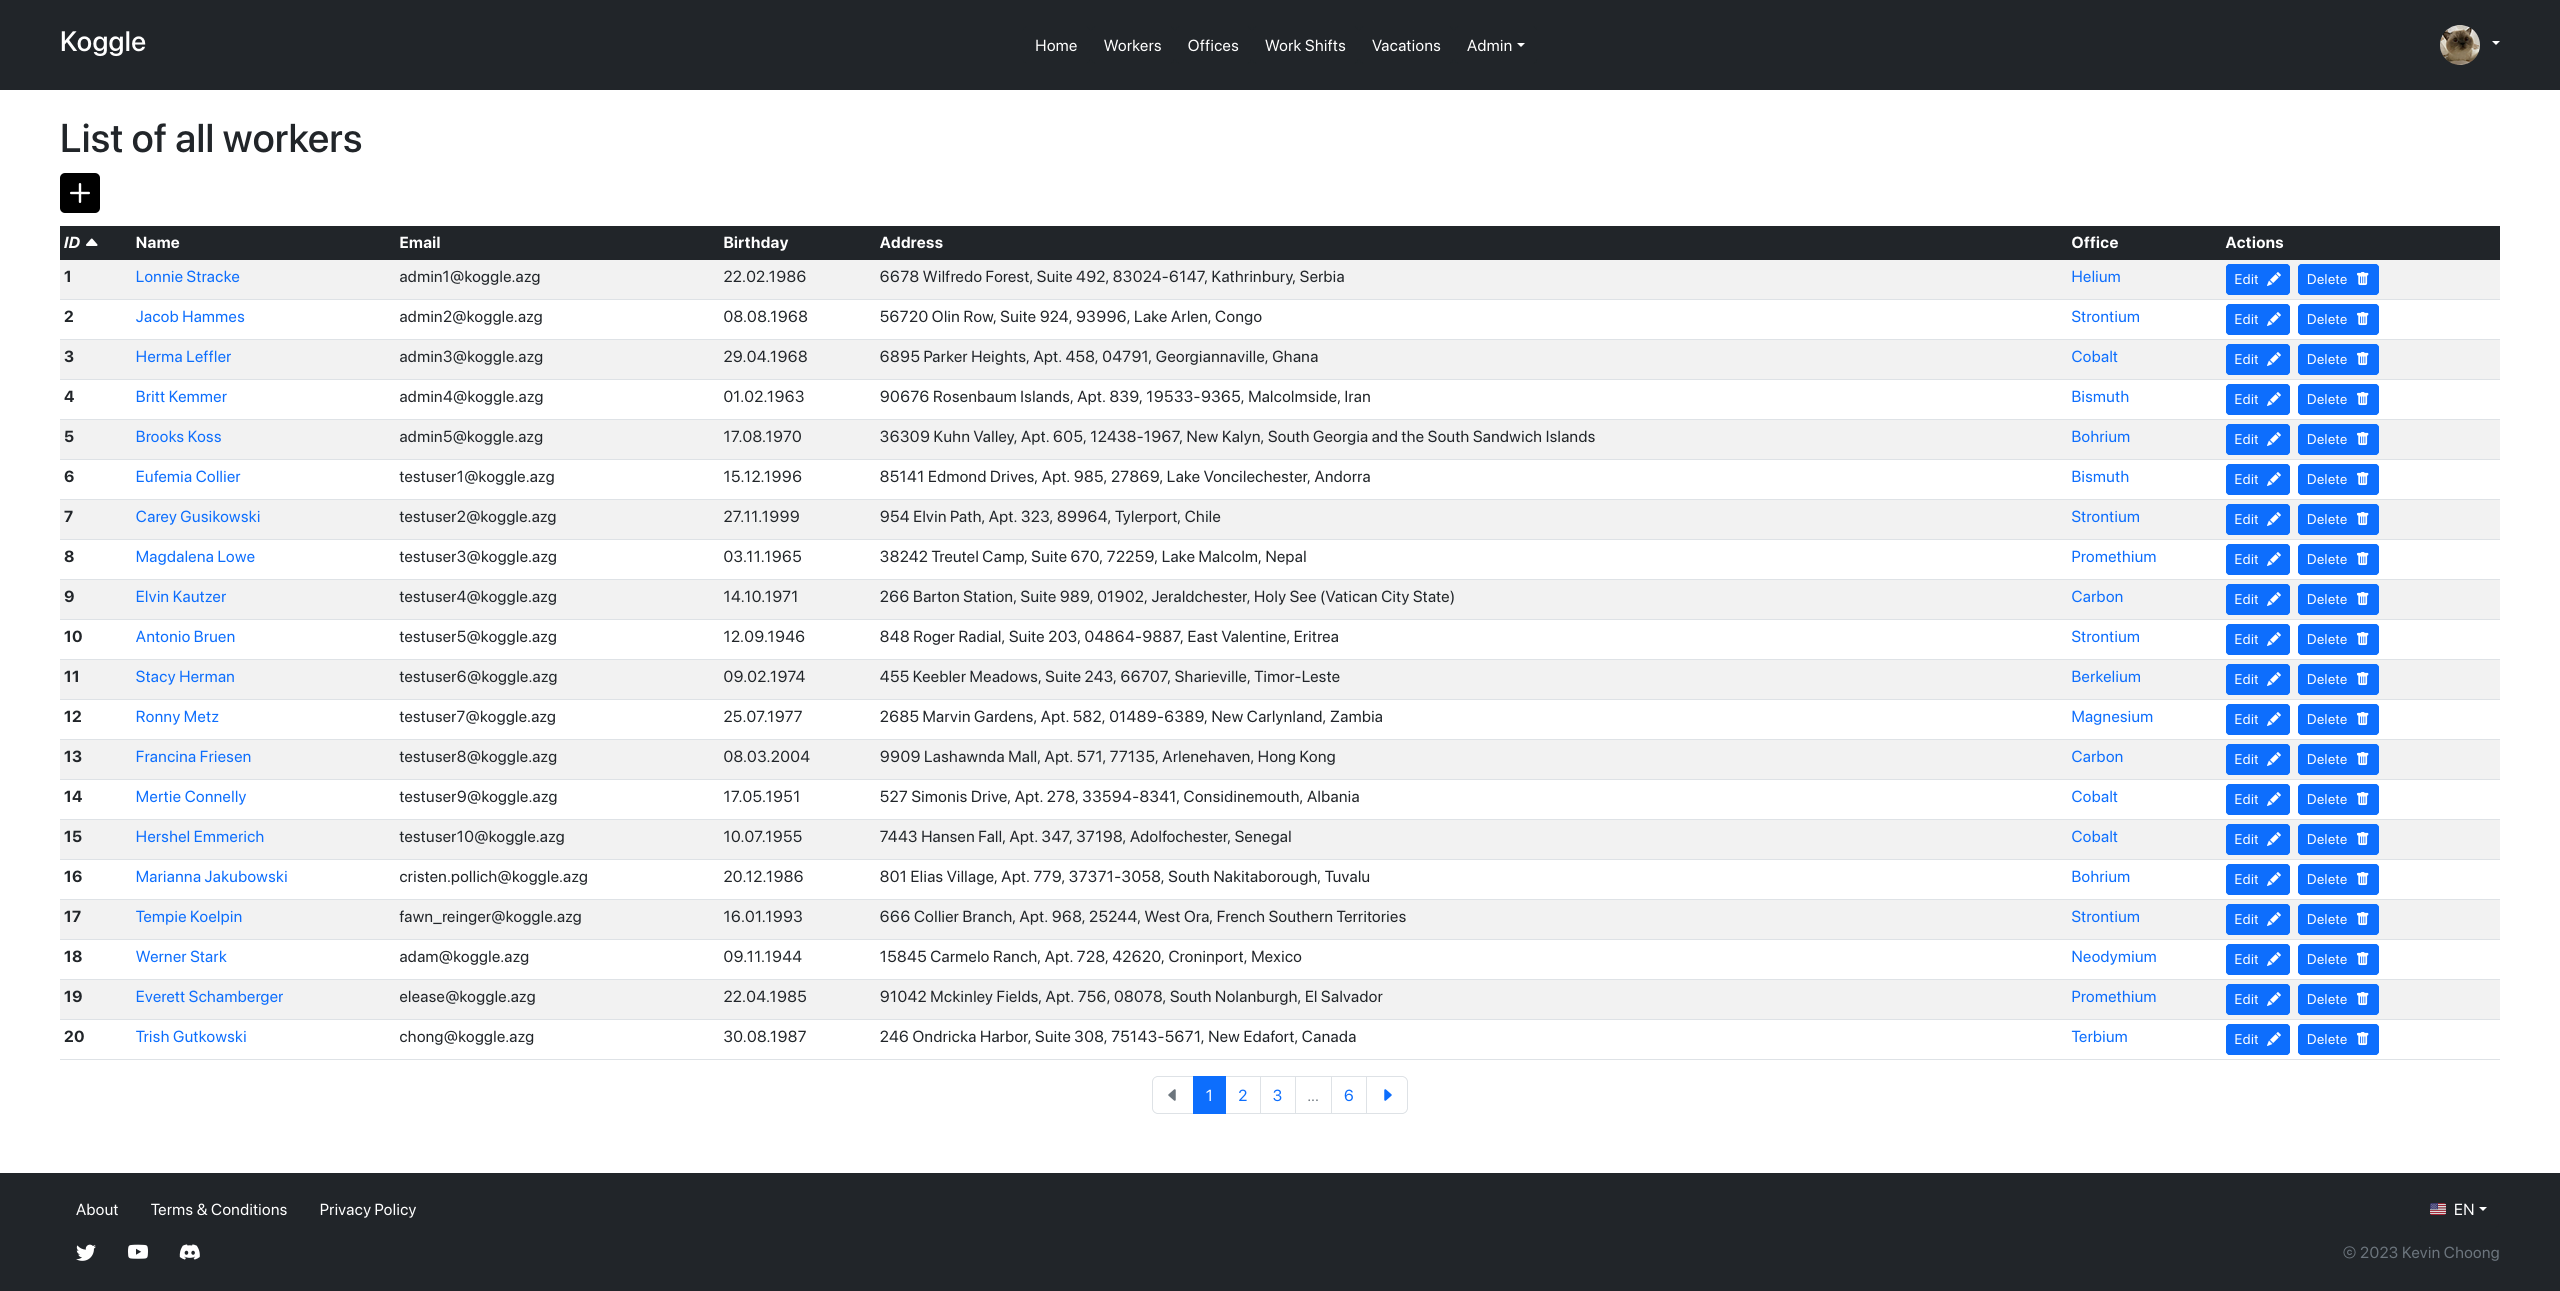 Koggle Home Workers Offices Work Shifts Vacations Admin
List of all workers
ID Name Email Birthday Address Office Actions
1 Lonnie Stracke admin1@koggle.azg 22.02.1986 6678 Wilfredo Forest, Suite 492, 83024-6147, Kathrinbury, Serbia Helium Edit Delete
2 Jacob Hammes admin2@koggle.azg 08.08.1968 56720 Olin Row, Suite 924, 93996, Lake Arlen, Congo Strontium Edit Delete
3 Herma Leffler admin3@koggle.azg 29.04.1968 6895 Parker Heights, Apt. 458, 04791, Georgiannaville, Ghana Cobalt Edit Delete
4 Britt Kemmer admin4@koggle.azg 01.02.1963 90676 Rosenbaum Islands, Apt. 839, 19533-9365, Malcolmside, Iran Bismuth Edit Delete
5 Brooks Koss admin5@koggle.azg 17.08.1970 36309 Kuhn Valley, Apt. 605, 12438-1967, New Kalyn, South Georgia and the South Sandwich Islands Bohrium Edit Delete
6 Eufemia Collier testuser1@koggle.azg 15.12.1996 85141 Edmond Drives, Apt. 985, 27869, Lake Voncilechester, Andorra Bismuth Edit Delete
7 Carey Gusikowski testuser2@koggle.azg 27.11.1999 954 Elvin Path, Apt. 323, 89964, Tylerport, Chile Strontium Edit Delete
8 Magdalena Lowe testuser3@koggle.azg 03.11.1965 38242 Treutel Camp, Suite 670, 72259, Lake Malcolm, Nepal Promethium Edit Delete
9 Elvin Kautzer testuser4@koggle.azg 14.10.1971 266 Barton Station, Suite 989, 01902, Jeraldchester, Holy See (Vatican City State) Carbon Edit Delete
10 Antonio Bruen testuser5@koggle.azg 12.09.1946 848 Roger Radial, Suite 203, 04864-9887, East Valentine, Eritrea Strontium Edit Delete
11 Stacy Herman testuser6@koggle.azg 09.02.1974 455 Keebler Meadows, Suite 243, 66707, Sharieville, Timor-Leste Berkelium Edit Delete
12 Ronny Metz testuser7@koggle.azg 25.07.1977 2685 Marvin Gardens, Apt. 582, 01489-6389, New Carlynland, Zambia Magnesium Edit Delete
13 Francina Friesen testuser8@koggle.azg 08.03.2004 9909 Lashawnda Mall, Apt. 571, 77135, Arlenehaven, Hong Kong Carbon Edit Delete
14 Mertie Connelly testuser9@koggle.azg 17.05.1951 527 Simonis Drive, Apt. 278, 33594-8341, Considinemouth, Albania Cobalt Edit Delete
15 Hershel Emmerich testuser10@koggle.azg 10.07.1955 7443 Hansen Fall, Apt. 347, 37198, Adolfochester, Senegal Cobalt Edit Delete
16 Marianna Jakubowski cristen.pollich@koggle.azg 20.12.1986 801 Elias Village, Apt. 779, 37371-3058, South Nakitaborough, Tuvalu Bohrium Edit Delete
17 Tempie Koelpin fawn_reinger@koggle.azg 16.01.1993 666 Collier Branch, Apt. 968, 25244, West Ora, French Southern Territories Strontium Edit Delete
18 Werner Stark adam@koggle.azg 09.11.1944 15845 Carmelo Ranch, Apt. 728, 42620, Croninport, Mexico Neodymium Edit Delete
19 Everett Schamberger elease@koggle.azg 22.04.1985 91042 Mckinley Fields, Apt. 756, 08078, South Nolanburgh, El Salvador Promethium Edit Delete
20 Trish Gutkowski chong@koggle.azg 30.08.1987 246 Ondricka Harbor, Suite 308, 75143-5671, New Edafort, Canada Terbium Edit Delete
1 2 3 ... 6
About Terms & Conditions Privacy Policy EN
© 2023 Kevin Choong